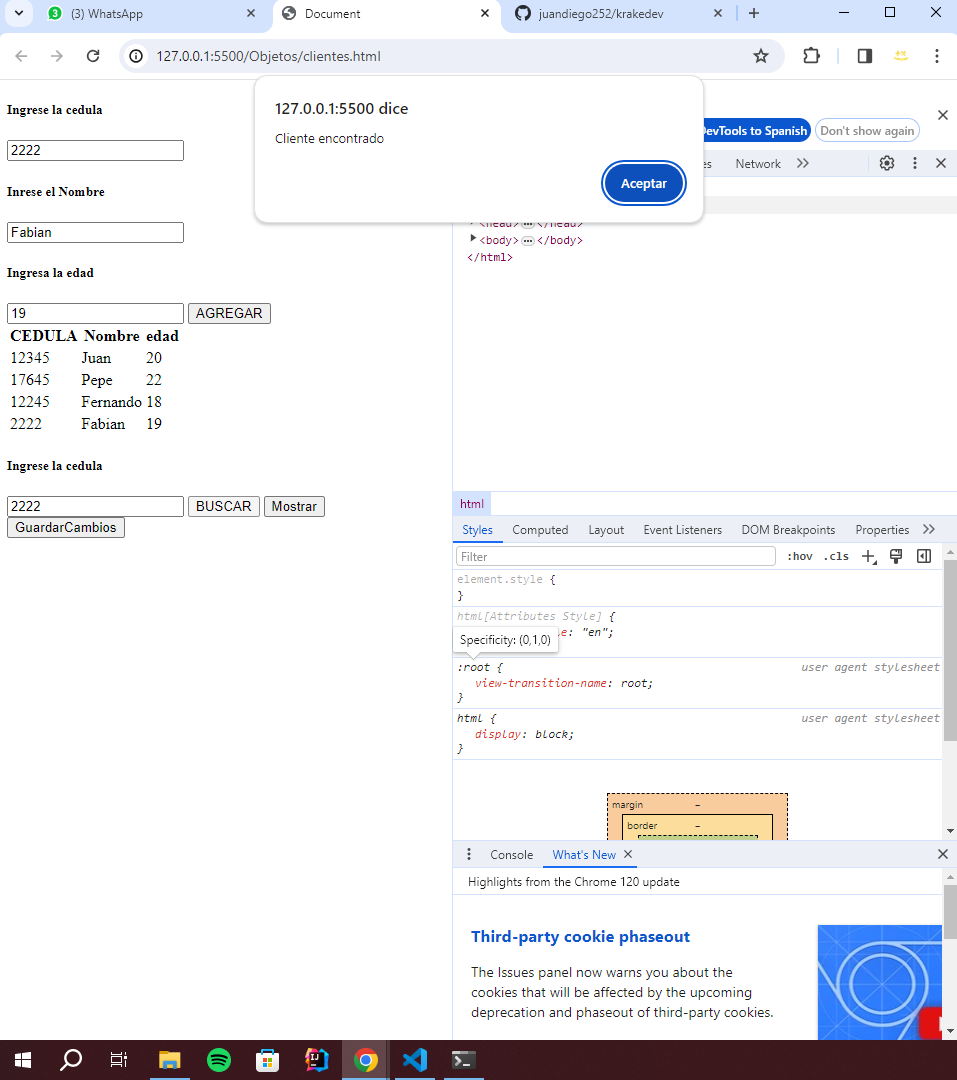 (3) WhatsApp
Document
juandiego252/krakedev
127.0.0.1:5500/Objetos/clientes.html
127.0.0.1:5500 dice
Cliente encontrado
Aceptar
Ingrese la cedula
2222
Inrese el Nombre
Fabian
Ingresa la edad
19 AGREGAR
CEDULA Nombre edad
12345 Juan 20
17645 Pepe 22
12245 Fernando 18
2222 Fabian 19
Ingrese la cedula
2222 BUSCAR Mostrar
GuardarCambios
DevTools to Spanish Don't show again
Network
<head> </head>
<body> </body>
</html>
html
Styles Computed Layout Event Listeners DOM Breakpoints Properties
Filter :hov .cls
element.style {
}
html[Attributes Style] {
: "en";
Specificity: (0,1,0)
:root { user agent stylesheet
view-transition-name: root;
}
html { user agent stylesheet
display: block;
}
margin –
border –
Console What's New
Highlights from the Chrome 120 update
Third-party cookie phaseout
The Issues panel now warns you about the
cookies that will be affected by the upcoming
deprecation and phaseout of third-party cookies.